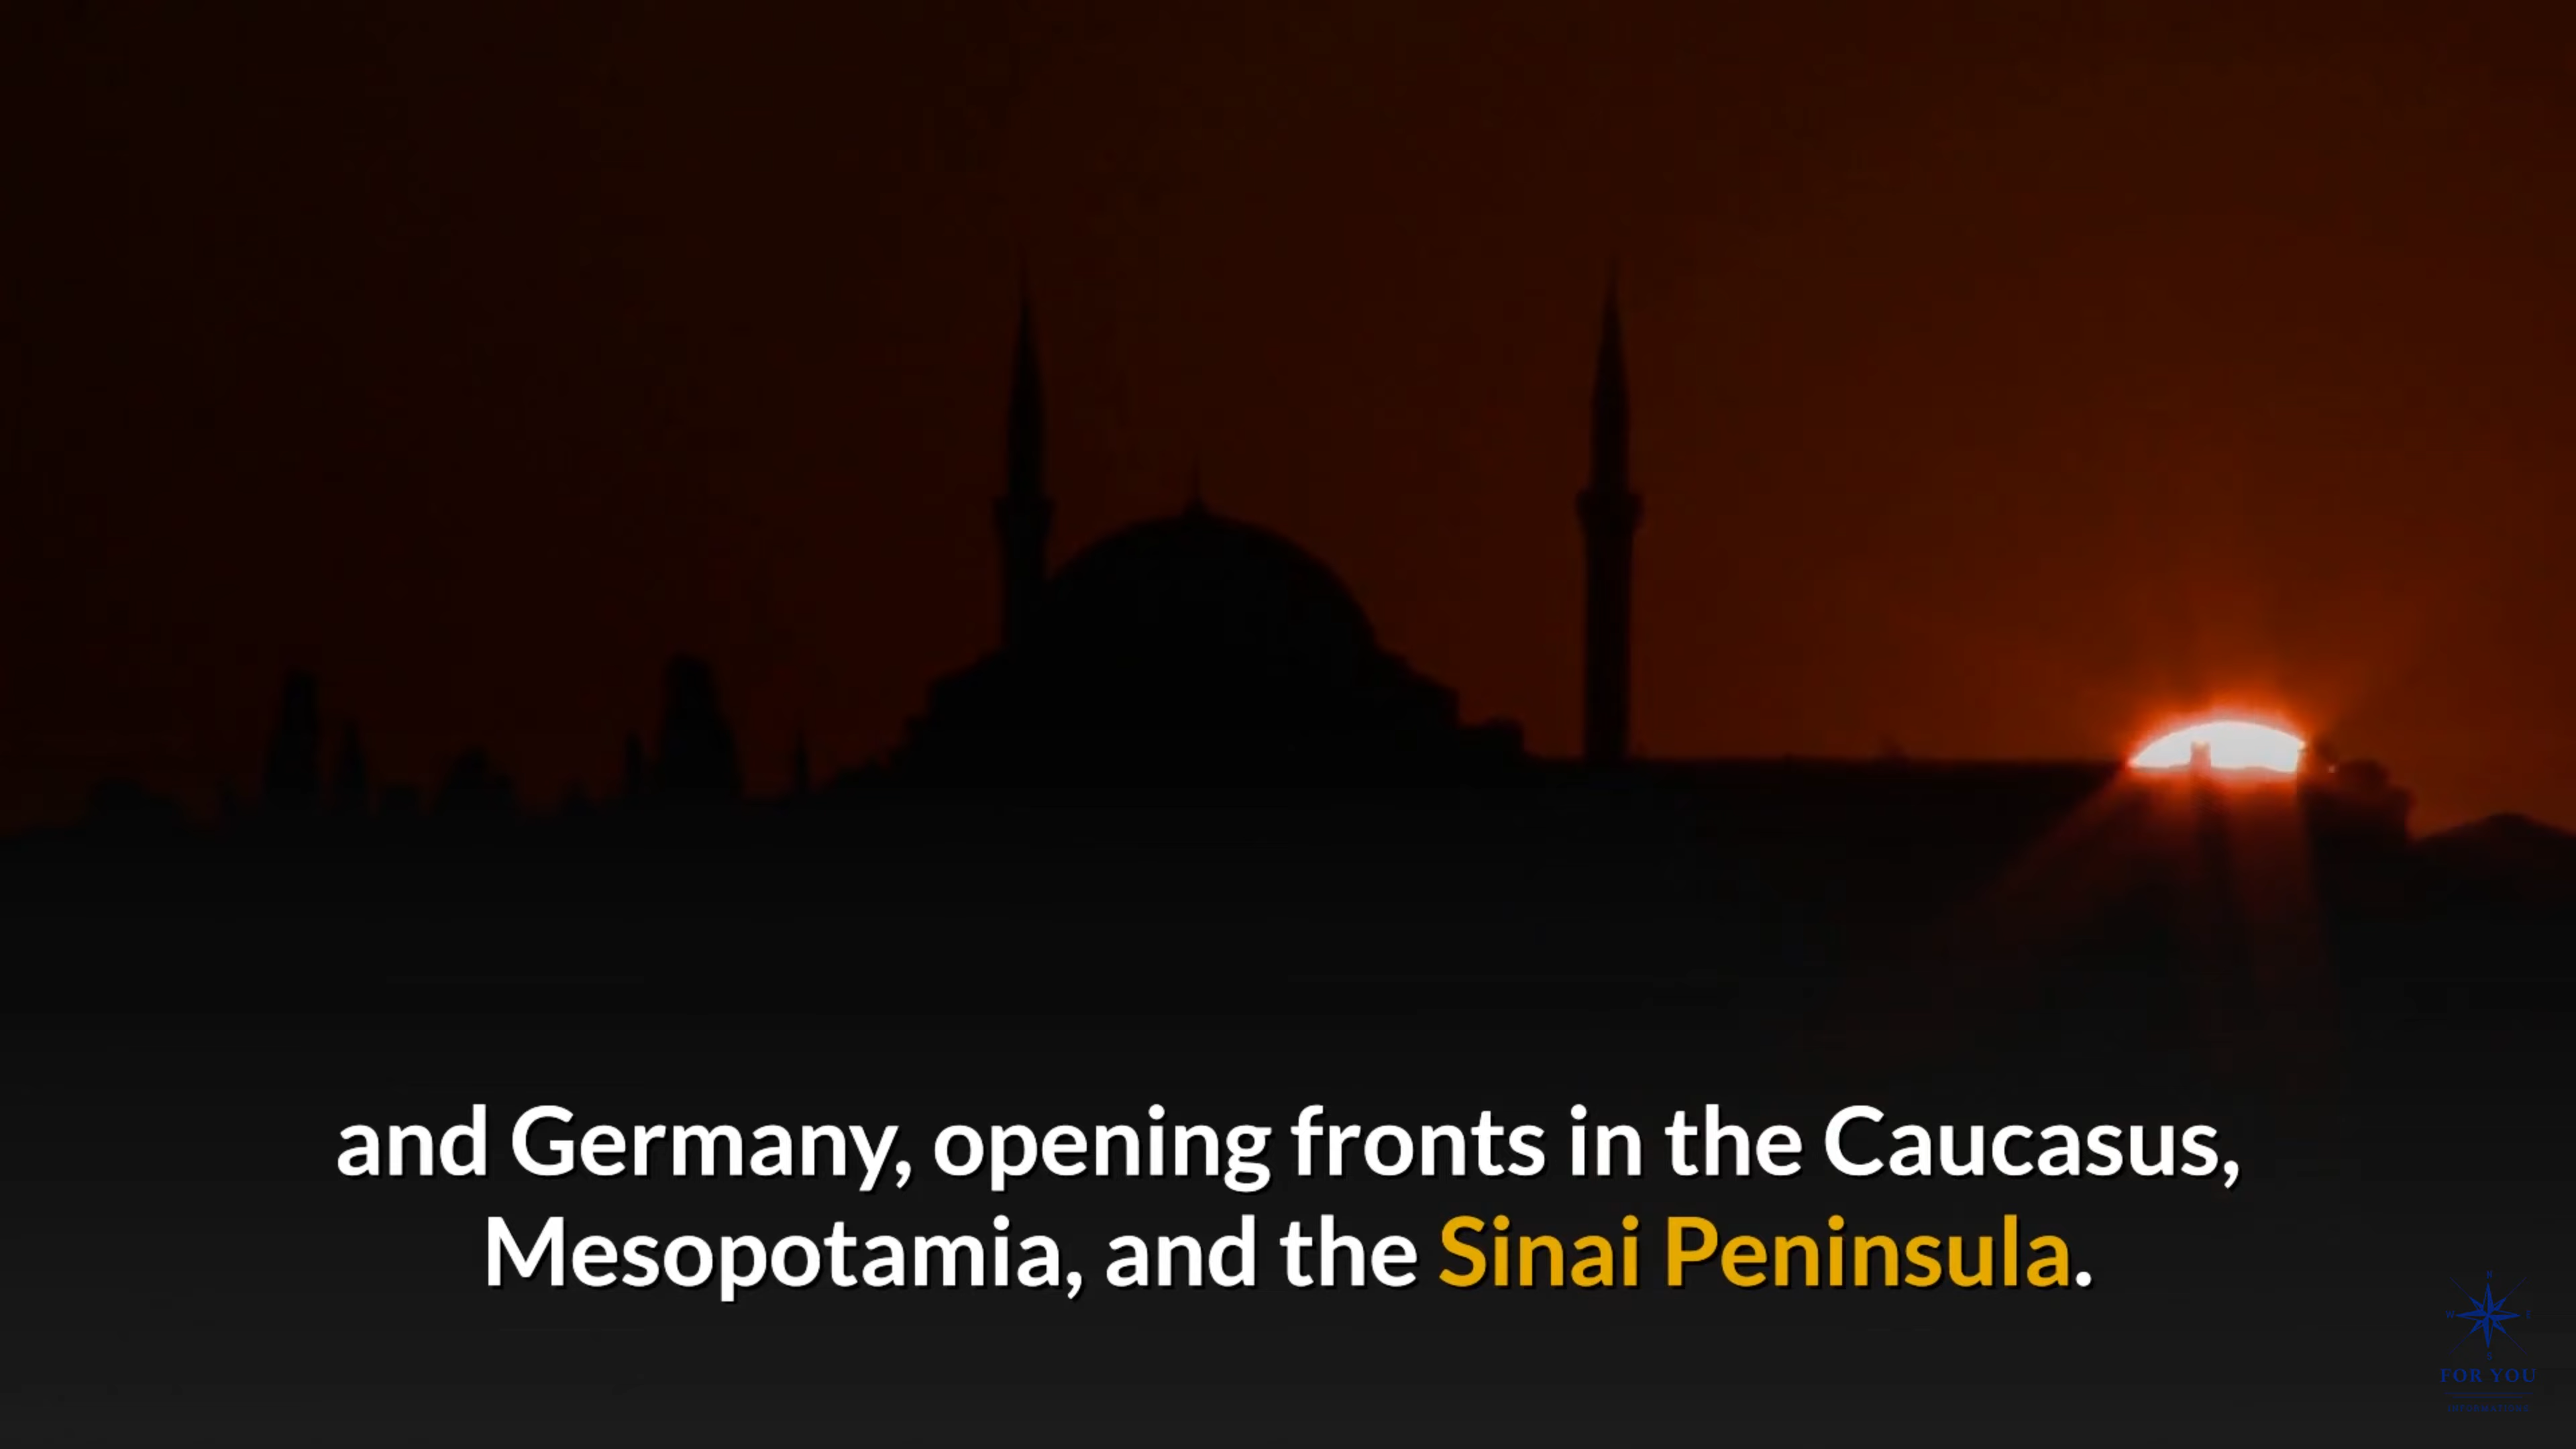 and Germany, opening fronts in the Caucasus,
Mesopotamia, and the Sinai Peninsula.
N
W E
S
FOR YOU